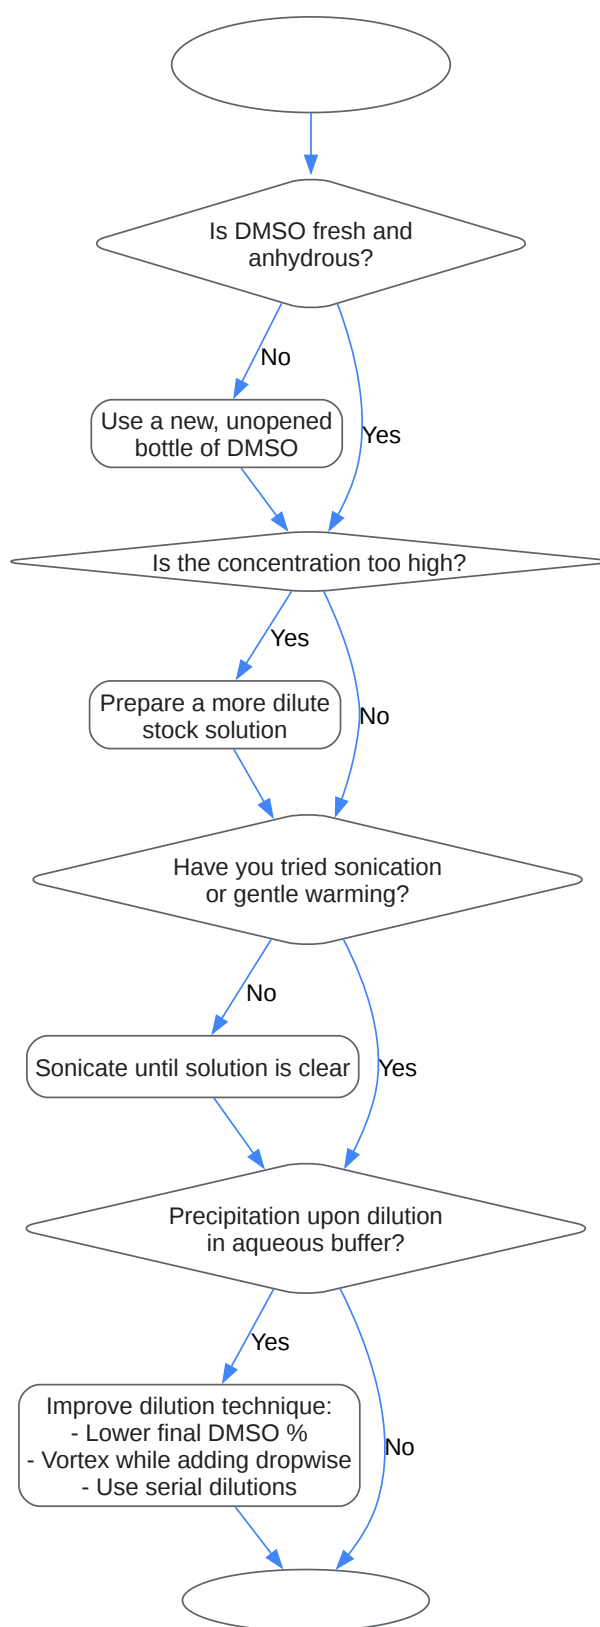 Is DMSO fresh and
anhydrous?
No
Yes
Use a new, unopened
bottle of DMSO
Is the concentration too high?
Yes
No
Prepare a more dilute
stock solution
Have you tried sonication
or gentle warming?
No
Yes
Sonicate until solution is clear
Precipitation upon dilution
in aqueous buffer?
Yes
No
Improve dilution technique:
- Lower final DMSO %
- Vortex while adding dropwise
- Use serial dilutions